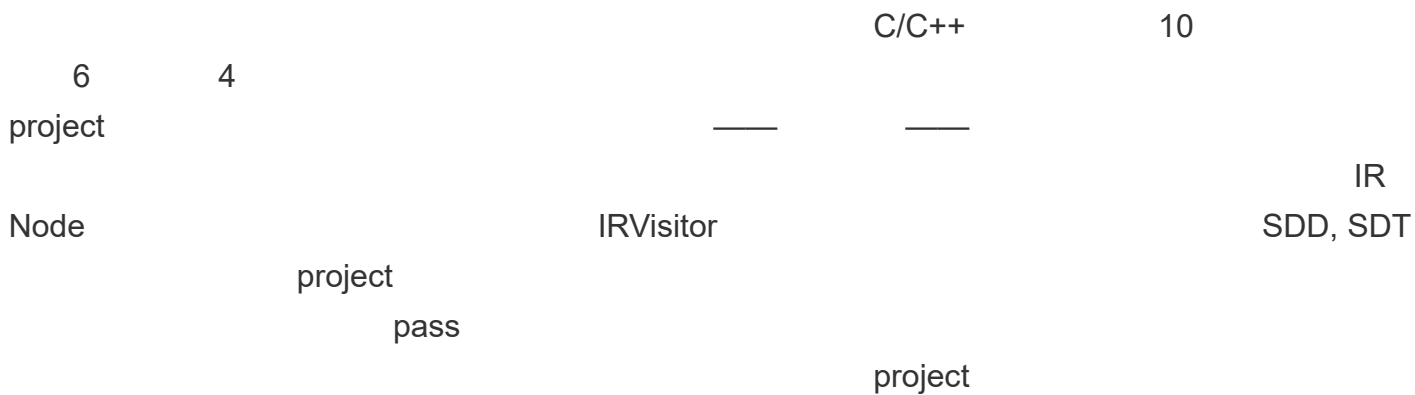 C/C++ 10
6 4
project —— ——
IR
Node IRVisitor SDD, SDT
project
pass
project